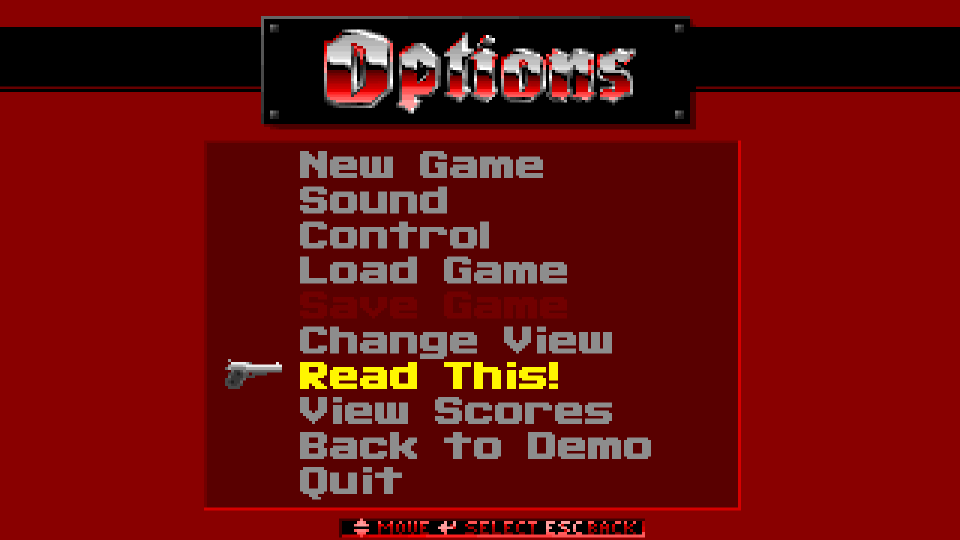 Options
New Game
Sound
Control
Load Game
Save Game
Change View
Read This!
View Scores
Back to Demo
Quit
MOVE SELECT ESC BACK